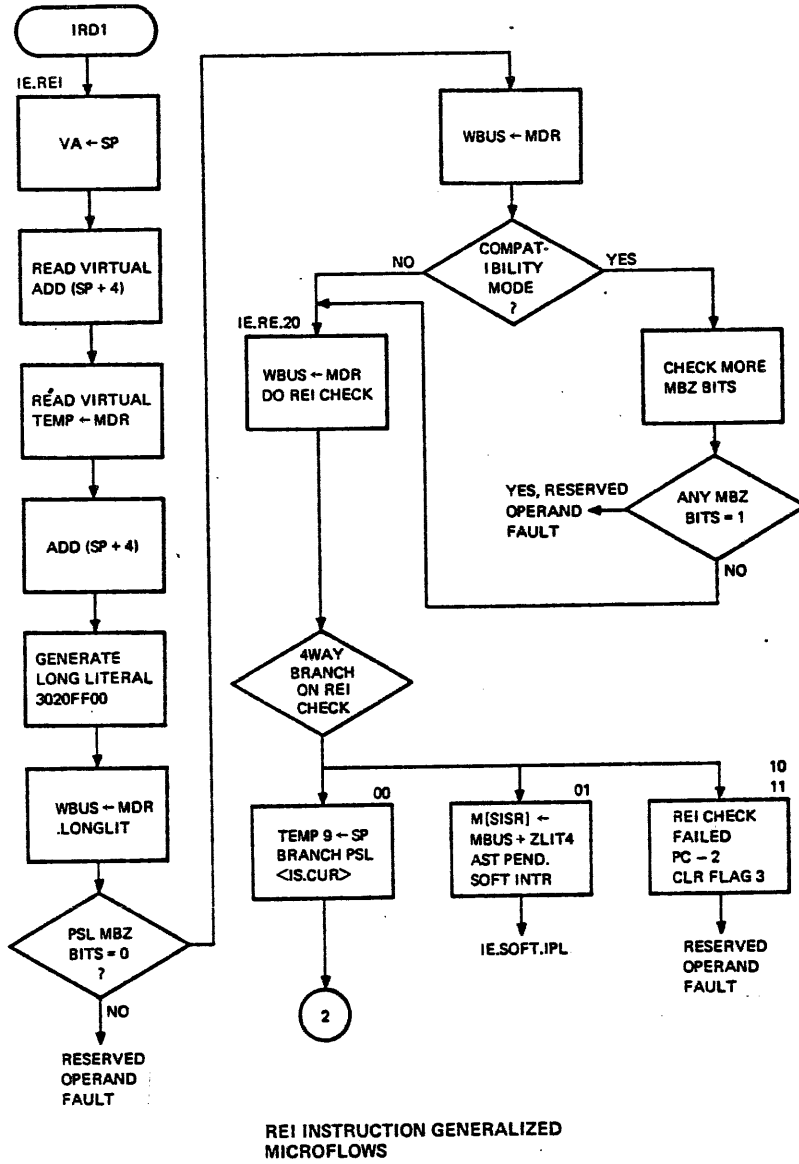 IRD1
IE.REI
VA ← SP
READ VIRTUAL
ADD (SP + 4)
READ VIRTUAL
TEMP ← MDR
ADD (SP + 4)
GENERATE
LONG LITERAL
3020FF00
WBUS ← MDR
.LONGLIT
PSL MBZ
BITS = 0
?
NO
RESERVED
OPERAND
FAULT
WBUS ← MDR
COMPAT-
IBILITY
MODE
?
NO
YES
IE.RE.20
WBUS ← MDR
DO REI CHECK
CHECK MORE
MBZ BITS
ANY MBZ
BITS = 1
YES, RESERVED
OPERAND
FAULT
NO
4WAY
BRANCH
ON REI
CHECK
00
TEMP 9 ← SP
BRANCH PSL
<IS.CUR>
2
01
M[SISR] ←
MBUS + ZLIT4
AST PEND.
SOFT INTR
IE.SOFT.IPL
10
11
REI CHECK
FAILED
PC – 2
CLR FLAG 3
RESERVED
OPERAND
FAULT
REI INSTRUCTION GENERALIZED
MICROFLOWS